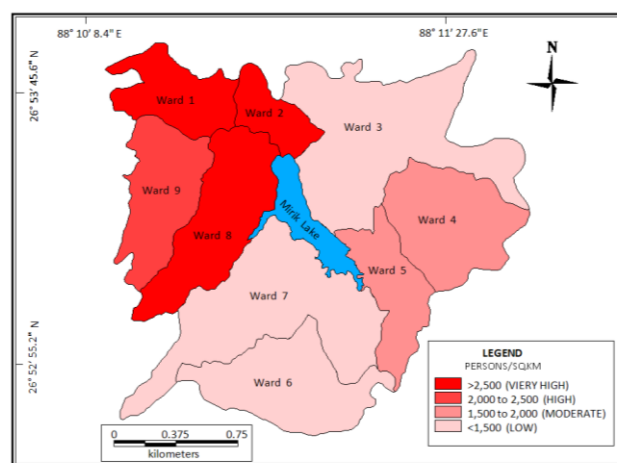 88° 10' 8.4"E
88° 11' 27.6"E
26° 53' 45.6" N
26° 52' 55.2" N
N
Ward 1
Ward 2
Ward 3
Ward 9
Ward 8
Mirik Lake
Ward 4
Ward 5
Ward 7
Ward 6
LEGEND
PERSONS/SQKM
>2,500 (VIERY HIGH)
2,000 to 2,500 (HIGH)
1,500 to 2,000 (MODERATE)
<1,500 (LOW)
0 0.375 0.75
kilometers